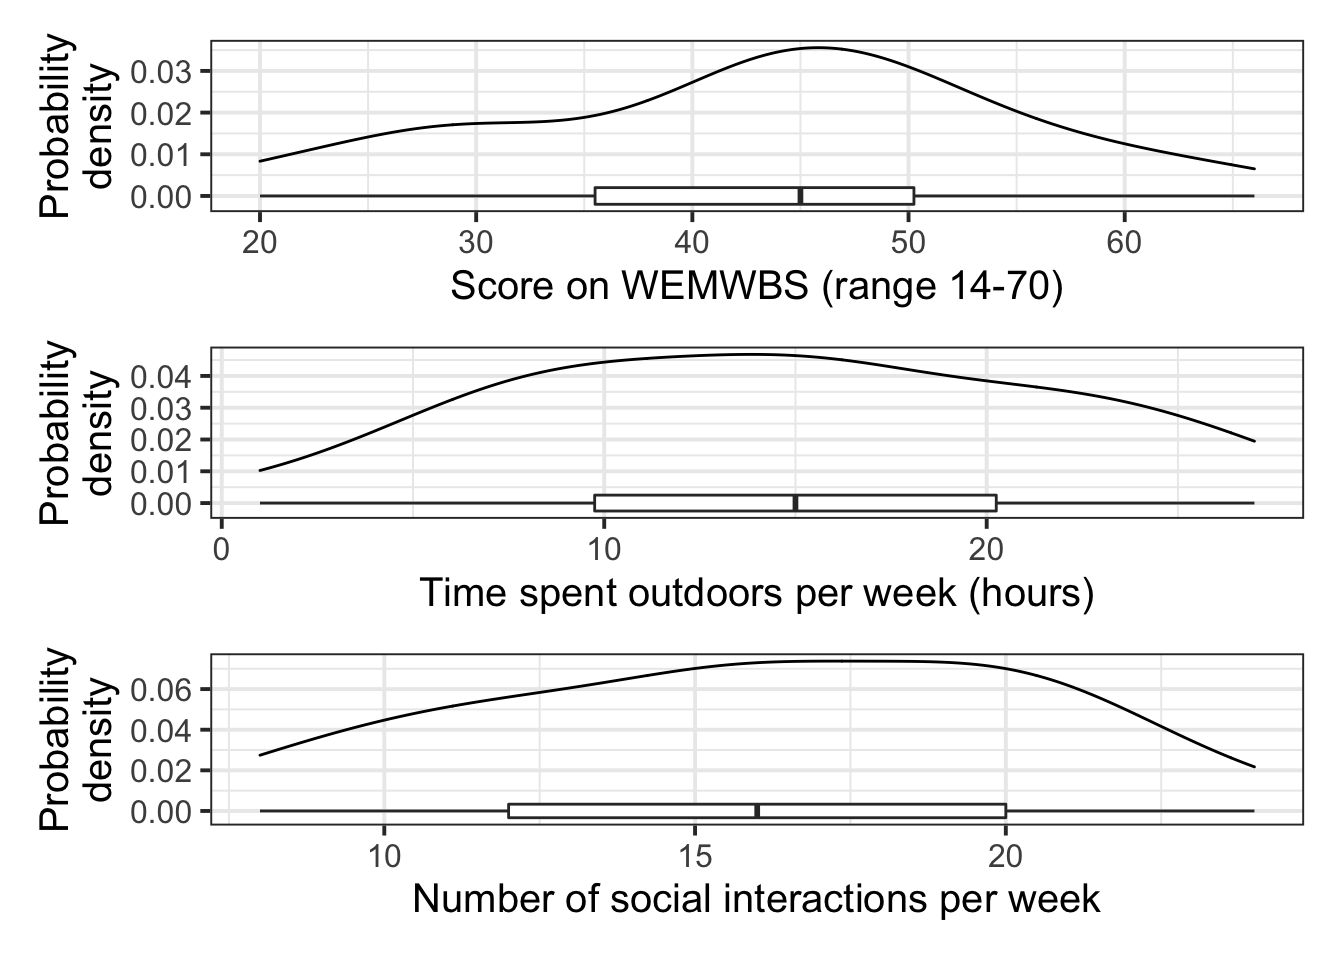 Probability
density
0.03
0.02
0.01
0.00
20 30 40 50 60
Score on WEMWBS (range 14-70)
Probability
density
0.04
0.03
0.02
0.01
0.00
0 10 20
Time spent outdoors per week (hours)
Probability
density
0.06
0.04
0.02
0.00
10 15 20
Number of social interactions per week